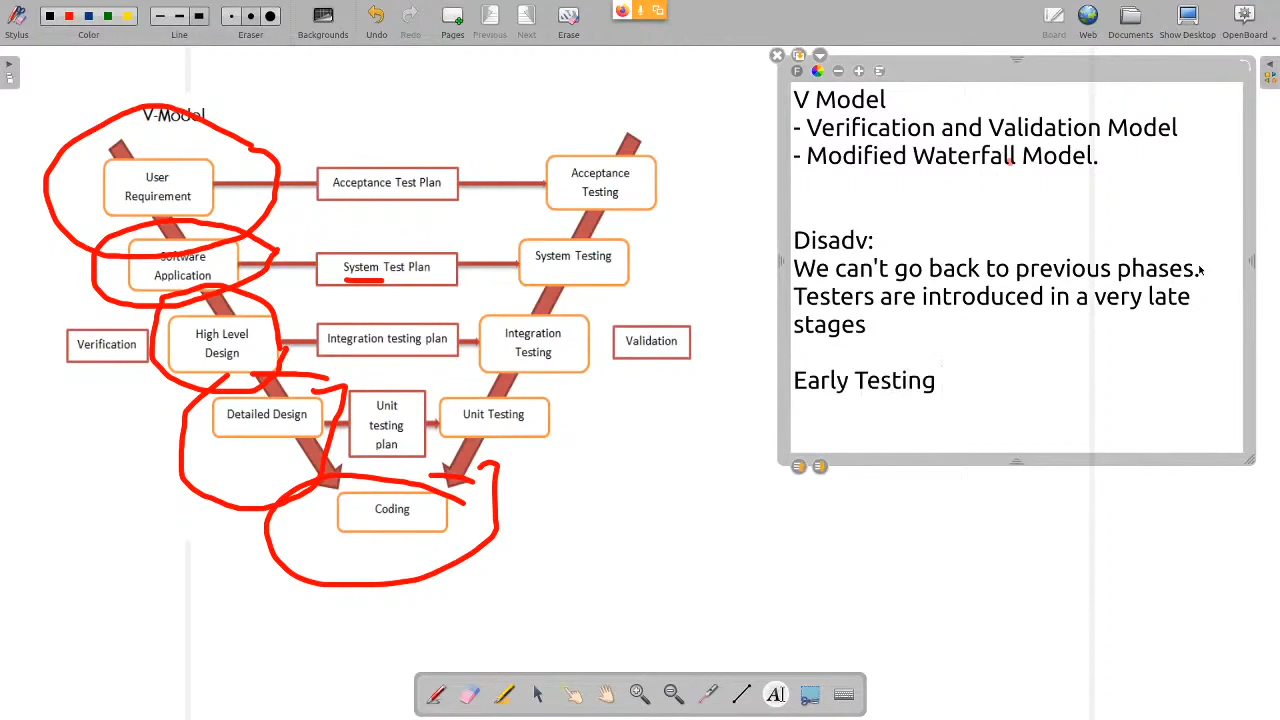 Stylus
Color
Line
Eraser
Backgrounds
Undo
Redo
Pages
Previous
Next
Erase
Board
Web
Documents
Show Desktop
OpenBoard
V-Model
User
Requirement
Acceptance Test Plan
Acceptance
Testing
Software
Application
System Test Plan
System Testing
Verification
High Level
Design
Integration testing plan
Integration
Testing
Validation
Detailed Design
Unit
testing
plan
Unit Testing
Coding
F
V Model
- Verification and Validation Model
- Modified Waterfall Model.
Disadv:
We can't go back to previous phases.
Testers are introduced in a very late
stages
Early Testing
AI